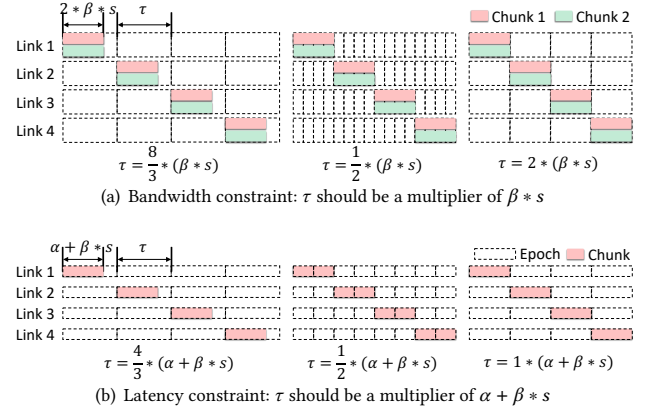 2 * β * s
τ
Chunk 1
Chunk 2
Link 1
Link 2
Link 3
Link 4
τ = 8/3 * (β * s)
τ = 1/2 * (β * s)
τ = 2 * (β * s)
(a) Bandwidth constraint: τ should be a multiplier of β * s
α + β * s
τ
Epoch
Chunk
Link 1
Link 2
Link 3
Link 4
τ = 4/3 * (α + β * s)
τ = 1/2 * (α + β * s)
τ = 1 * (α + β * s)
(b) Latency constraint: τ should be a multiplier of α + β * s